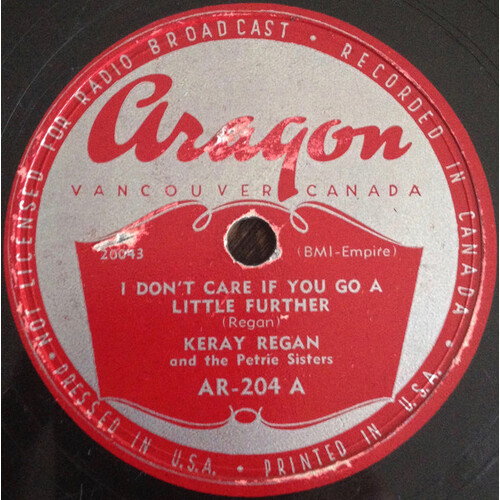 NOT LICENSED FOR RADIO BROADCAST • RECORDED IN CANADA •
Aragon
VANCOUVER CANADA
20043
(BMI-Empire)
I DON'T CARE IF YOU GO A
LITTLE FURTHER
(Regan)
KERAY REGAN
and the Petrie Sisters
AR-204 A
PRESSED IN U.S.A. • PRINTED IN U.S.A.